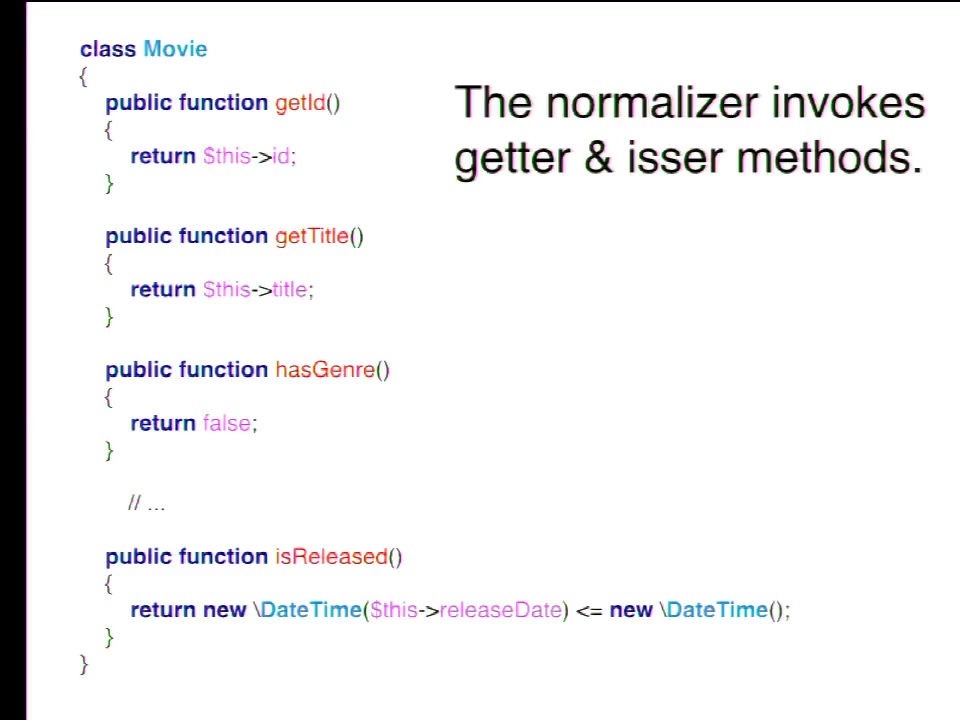 class Movie
{
public function getId()
{
return $this->id;
}
The normalizer invokes
getter & isser methods.
public function getTitle()
{
return $this->title;
}
public function hasGenre()
{
return false;
}
// ...
public function isReleased()
{
return new \DateTime($this->releaseDate) <= new \DateTime();
}
}